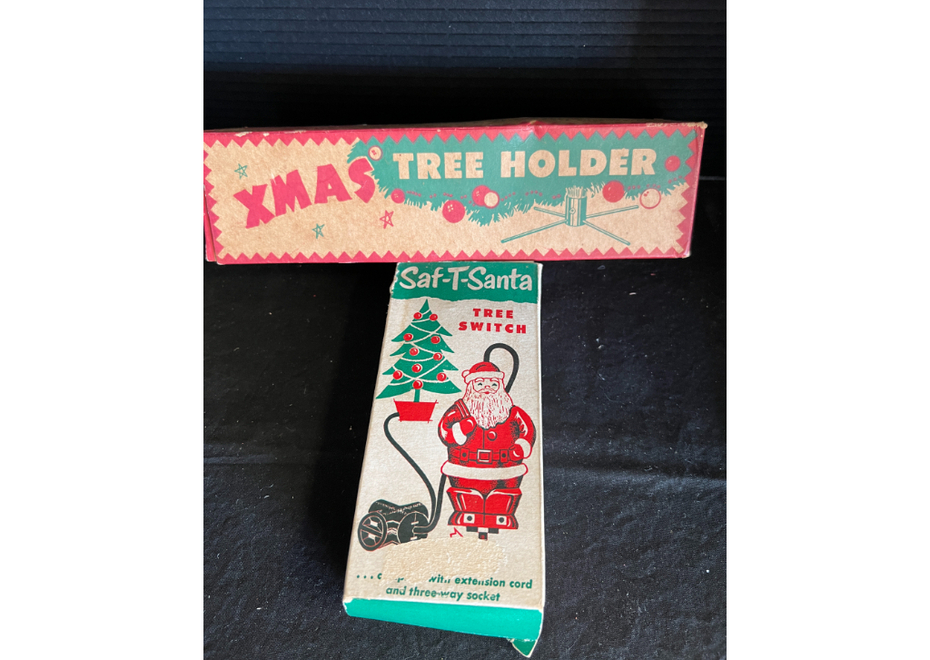 XMAS TREE HOLDER
Saf-T-Santa
TREE
SWITCH
... with extension cord
and three-way socket